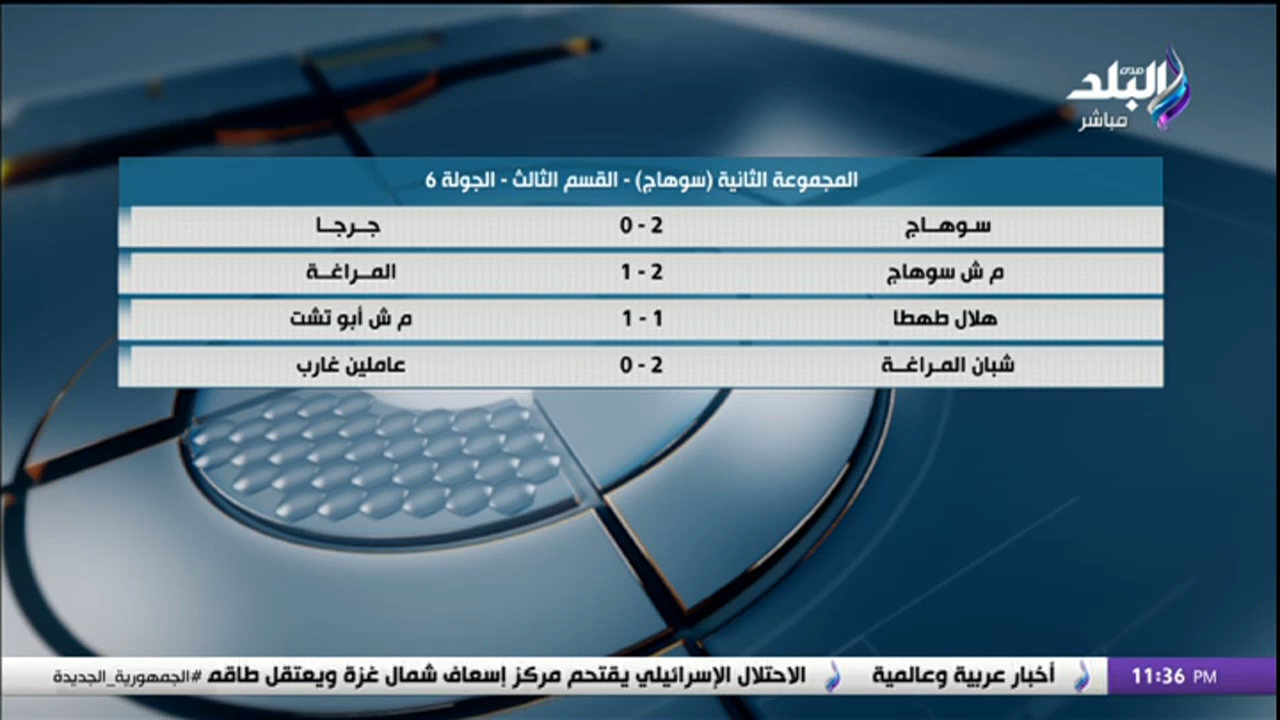 صدى
البلد
مباشر
المجموعة الثانية (سوهاج) - القسم الثالث - الجولة 6
سوهاج 2 - 0 جرجا
م ش سوهاج 2 - 1 المراغة
هلال طهطا 1 - 1 م ش أبو تشت
شبان المراغة 2 - 0 عاملين غارب
11:36 PM أخبار عربية وعالمية الاحتلال الإسرائيلي يقتحم مركز إسعاف شمال غزة ويعتقل طاقمه #الجمهورية_الجديدة